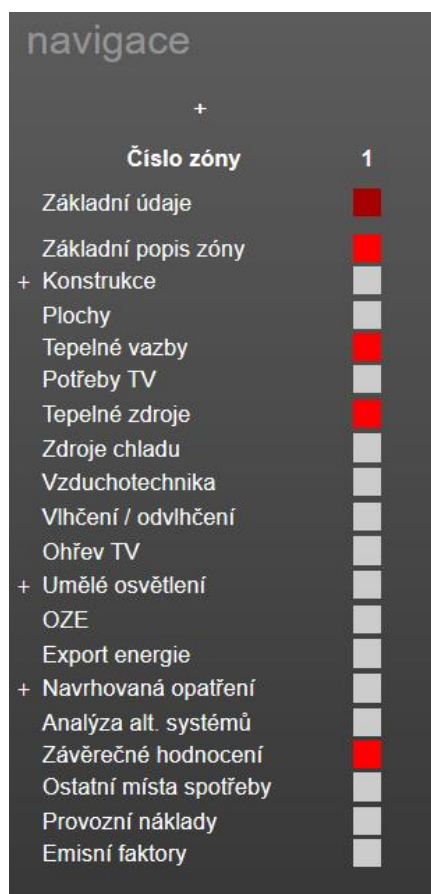 navigace
+
Číslo zóny 1
Základní údaje
Základní popis zóny
+ Konstrukce
Plochy
Tepelné vazby
Potřeby TV
Tepelné zdroje
Zdroje chladu
Vzduchotechnika
Vlhčení / odvlhčení
Ohřev TV
+ Umělé osvětlení
OZE
Export energie
+ Navrhovaná opatření
Analýza alt. systémů
Závěrečné hodnocení
Ostatní místa spotřeby
Provozní náklady
Emisní faktory